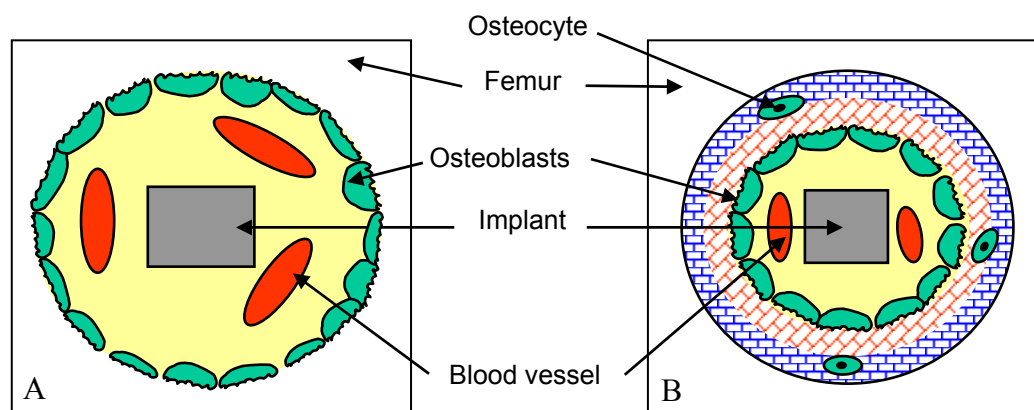 Osteocyte
Femur
Osteoblasts
Implant
Blood vessel
A
B